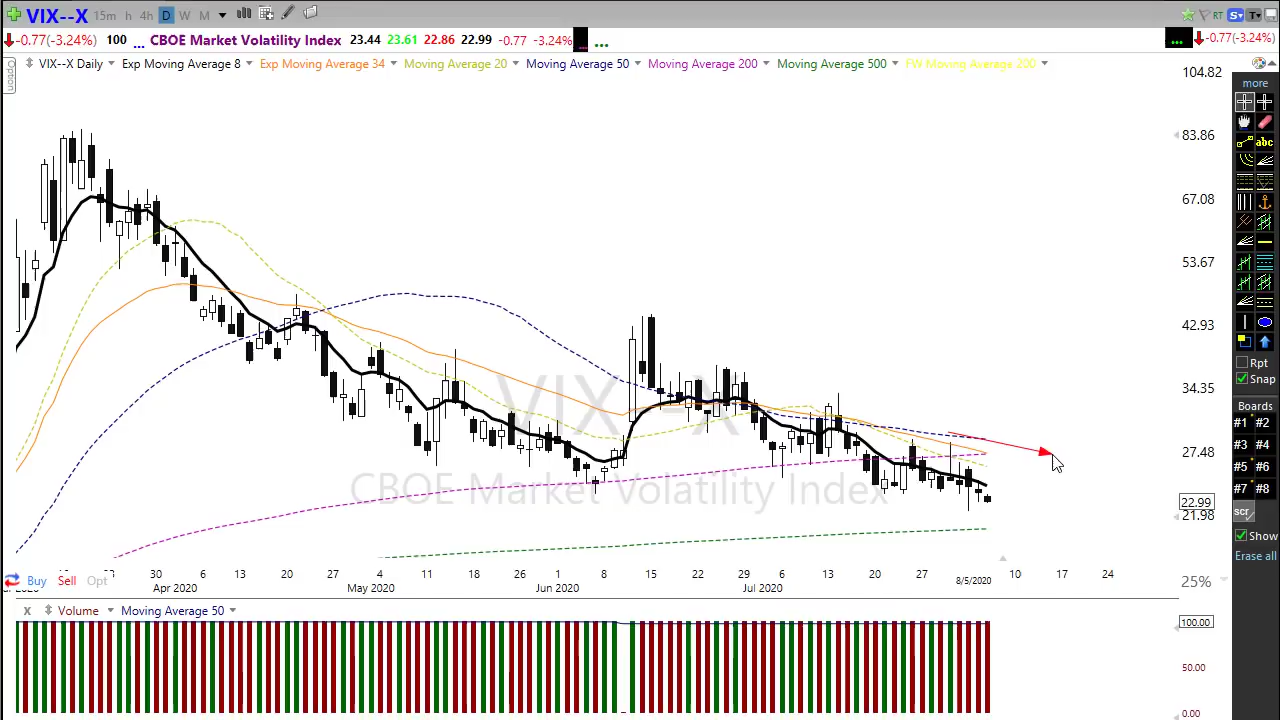 VIX--X 15m h 4h D W M
-0.77(-3.24%) 100 ... CBOE Market Volatility Index 23.44 23.61 22.86 22.99 -0.77 -3.24% ... ... -0.77(-3.24%)
Option
VIX--X Daily Exp Moving Average 8 Exp Moving Average 34 Moving Average 20 Moving Average 50 Moving Average 200 Moving Average 500 FW Moving Average 200
RT S T
104.82
83.86
67.08
53.67
42.93
34.35
27.48
22.99
21.98
VIX--X
CBOE Market Volatility Index
30 6 13 20 27 4 11 18 26 Jun 8 15 22 29 6 13 20 27 8/5/2020 10 17 24
Apr 2020 May 2020 Jun 2020 Jul 2020
Buy Sell Opt
25%
X Volume Moving Average 50
100.00
50.00
0.00
more
abc
Rpt
Snap
Boards
#1 #2
#3 #4
#5 #6
#7 #8
scr
Show
Erase all